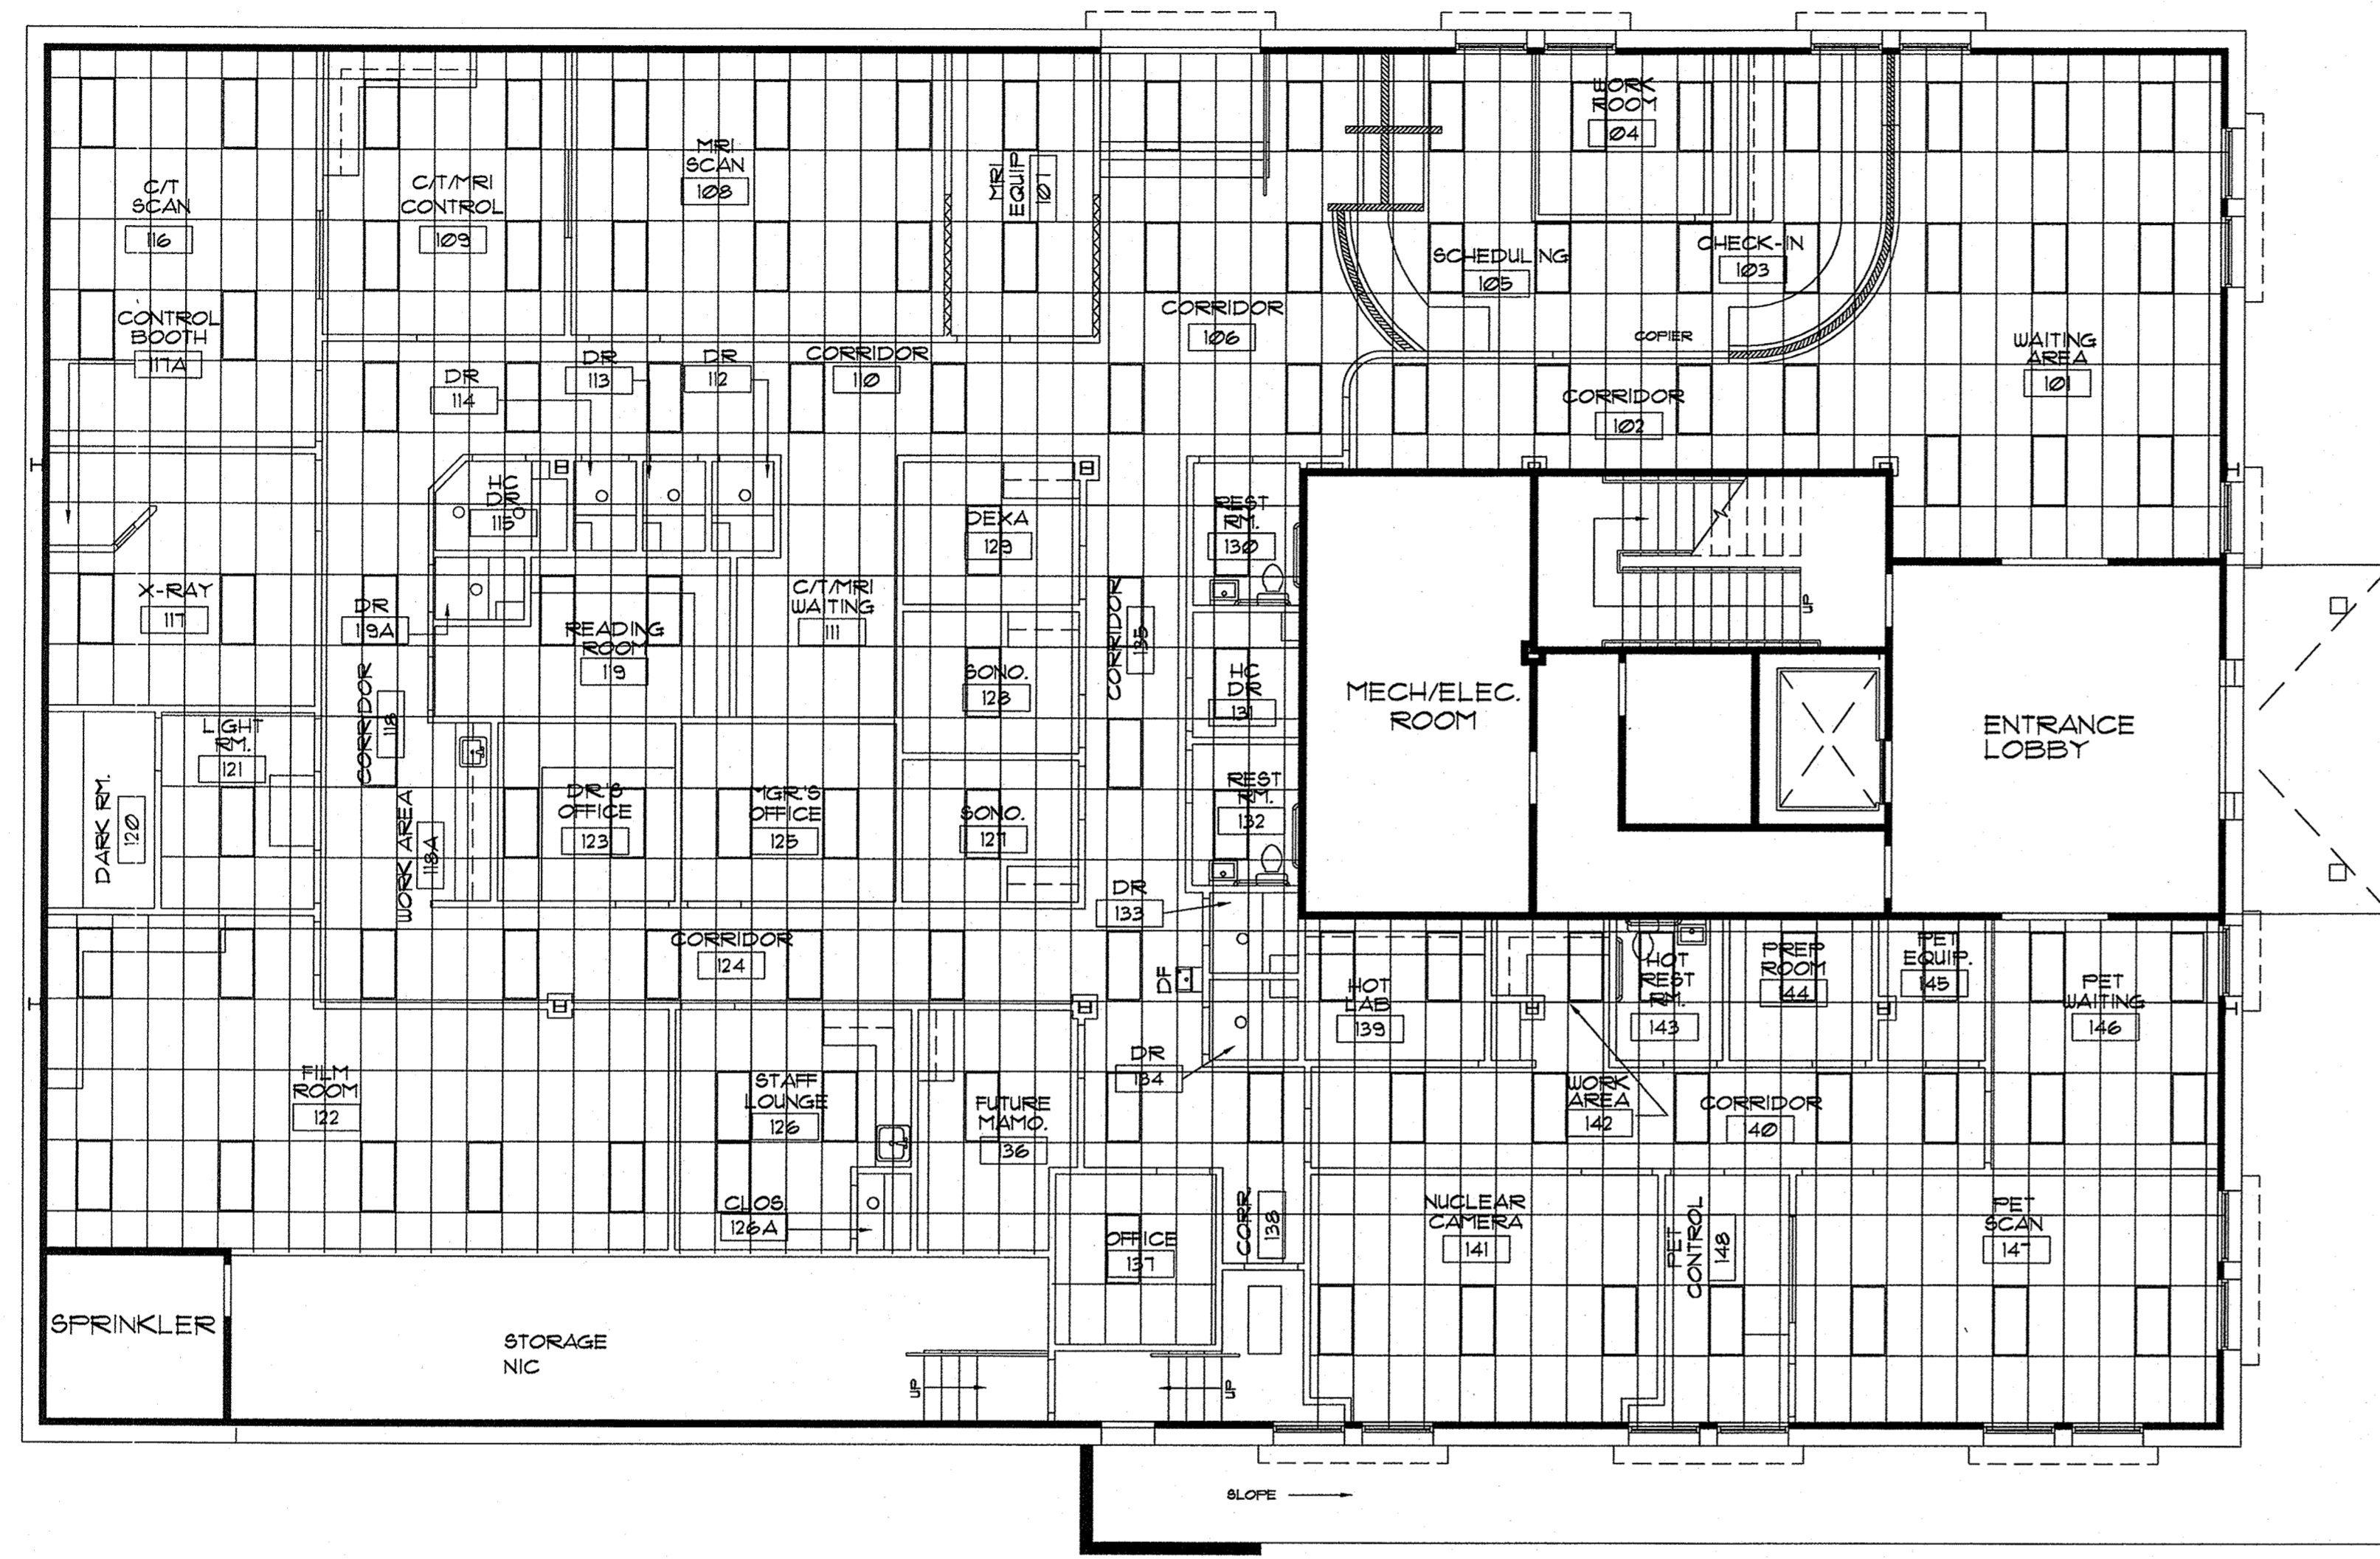 WORK
ROOM
104
C/T
SCAN
116
C/T/MRI
CONTROL
109
MRI
SCAN
108
MRI
EQUIP
107
SCHEDULING
105
CHECK-IN
103
CONTROL
BOOTH
117A
CORRIDOR
106
COPIER
WAITING
AREA
101
DR
114
DR
113
DR
112
CORRIDOR
110
CORRIDOR
102
HC
DR
115
DEXA
129
REST
RM.
130
X-RAY
117
DR
119A
READING
ROOM
119
C/T/MRI
WAITING
111
CORRIDOR
135
UP
SONO.
128
HC
DR
131
MECH/ELEC.
ROOM
ENTRANCE
LOBBY
CORRIDOR
118
LIGHT
RM.
121
DARK RM.
120
WORK AREA
118A
DR'S
OFFICE
123
MGR'S
OFFICE
125
SONO.
127
REST
RM.
132
DR
133
CORRIDOR
124
DF
HOT
LAB
139
HOT
REST
RM.
143
PREP
ROOM
144
PET
EQUIP.
145
PET
WAITING
146
FILM
ROOM
122
STAFF
LOUNGE
126
FUTURE
MAMO.
136
DR
134
WORK
AREA
142
CORRIDOR
140
CLOS.
126A
OFFICE
137
CORR.
138
NUCLEAR
CAMERA
141
PET
CONTROL
148
PET
SCAN
147
SPRINKLER
STORAGE
NIC
UP
UP
SLOPE